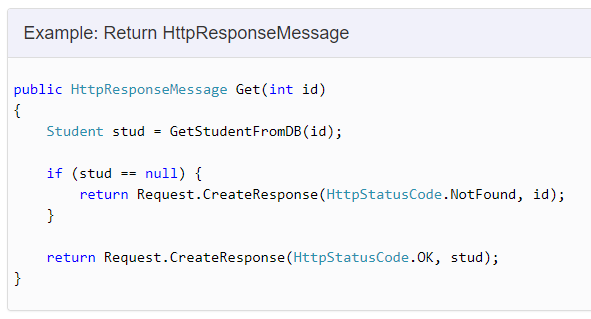 Example: Return HttpResponseMessage
public HttpResponseMessage Get(int id)
{
    Student stud = GetStudentFromDB(id);
    if (stud == null) {
        return Request.CreateResponse(HttpStatusCode.NotFound, id);
    }
    return Request.CreateResponse(HttpStatusCode.OK, stud);
}